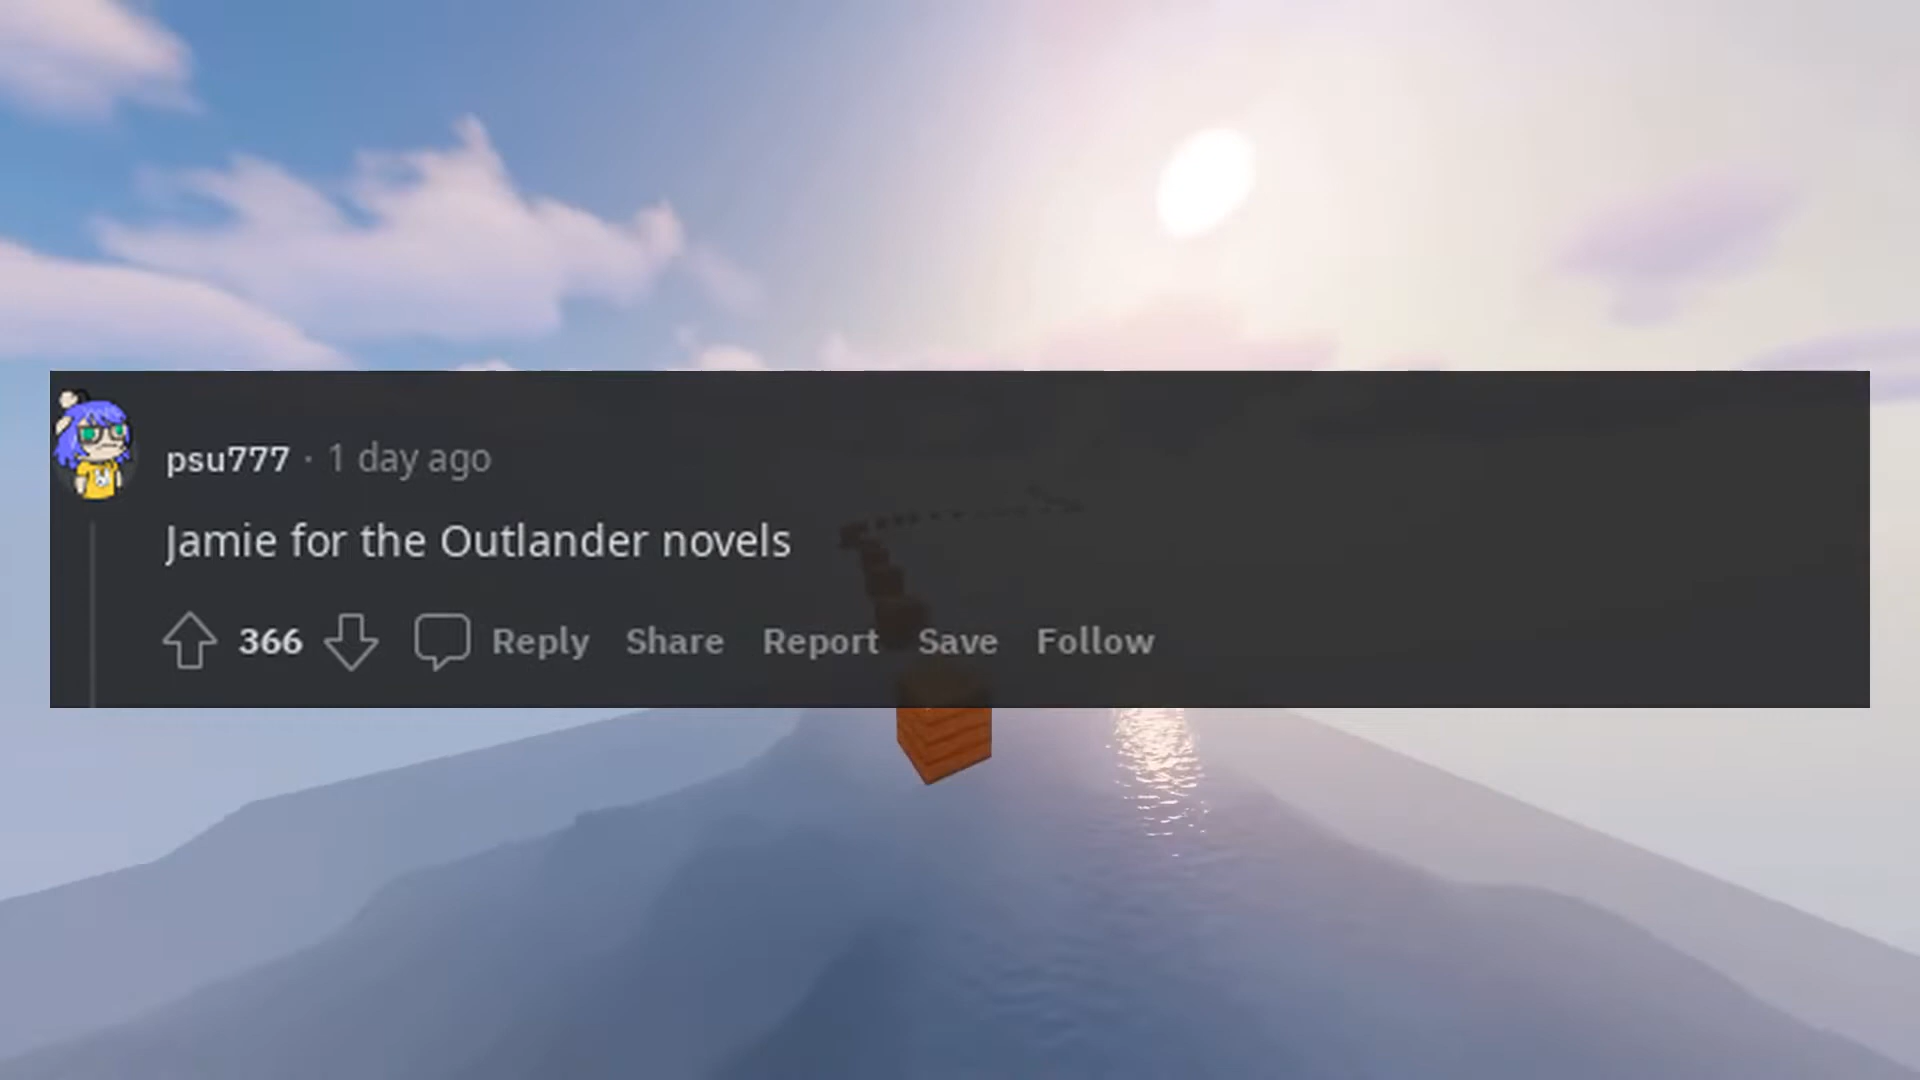 psu777 · 1 day ago
Jamie for the Outlander novels
366 Reply Share Report Save Follow